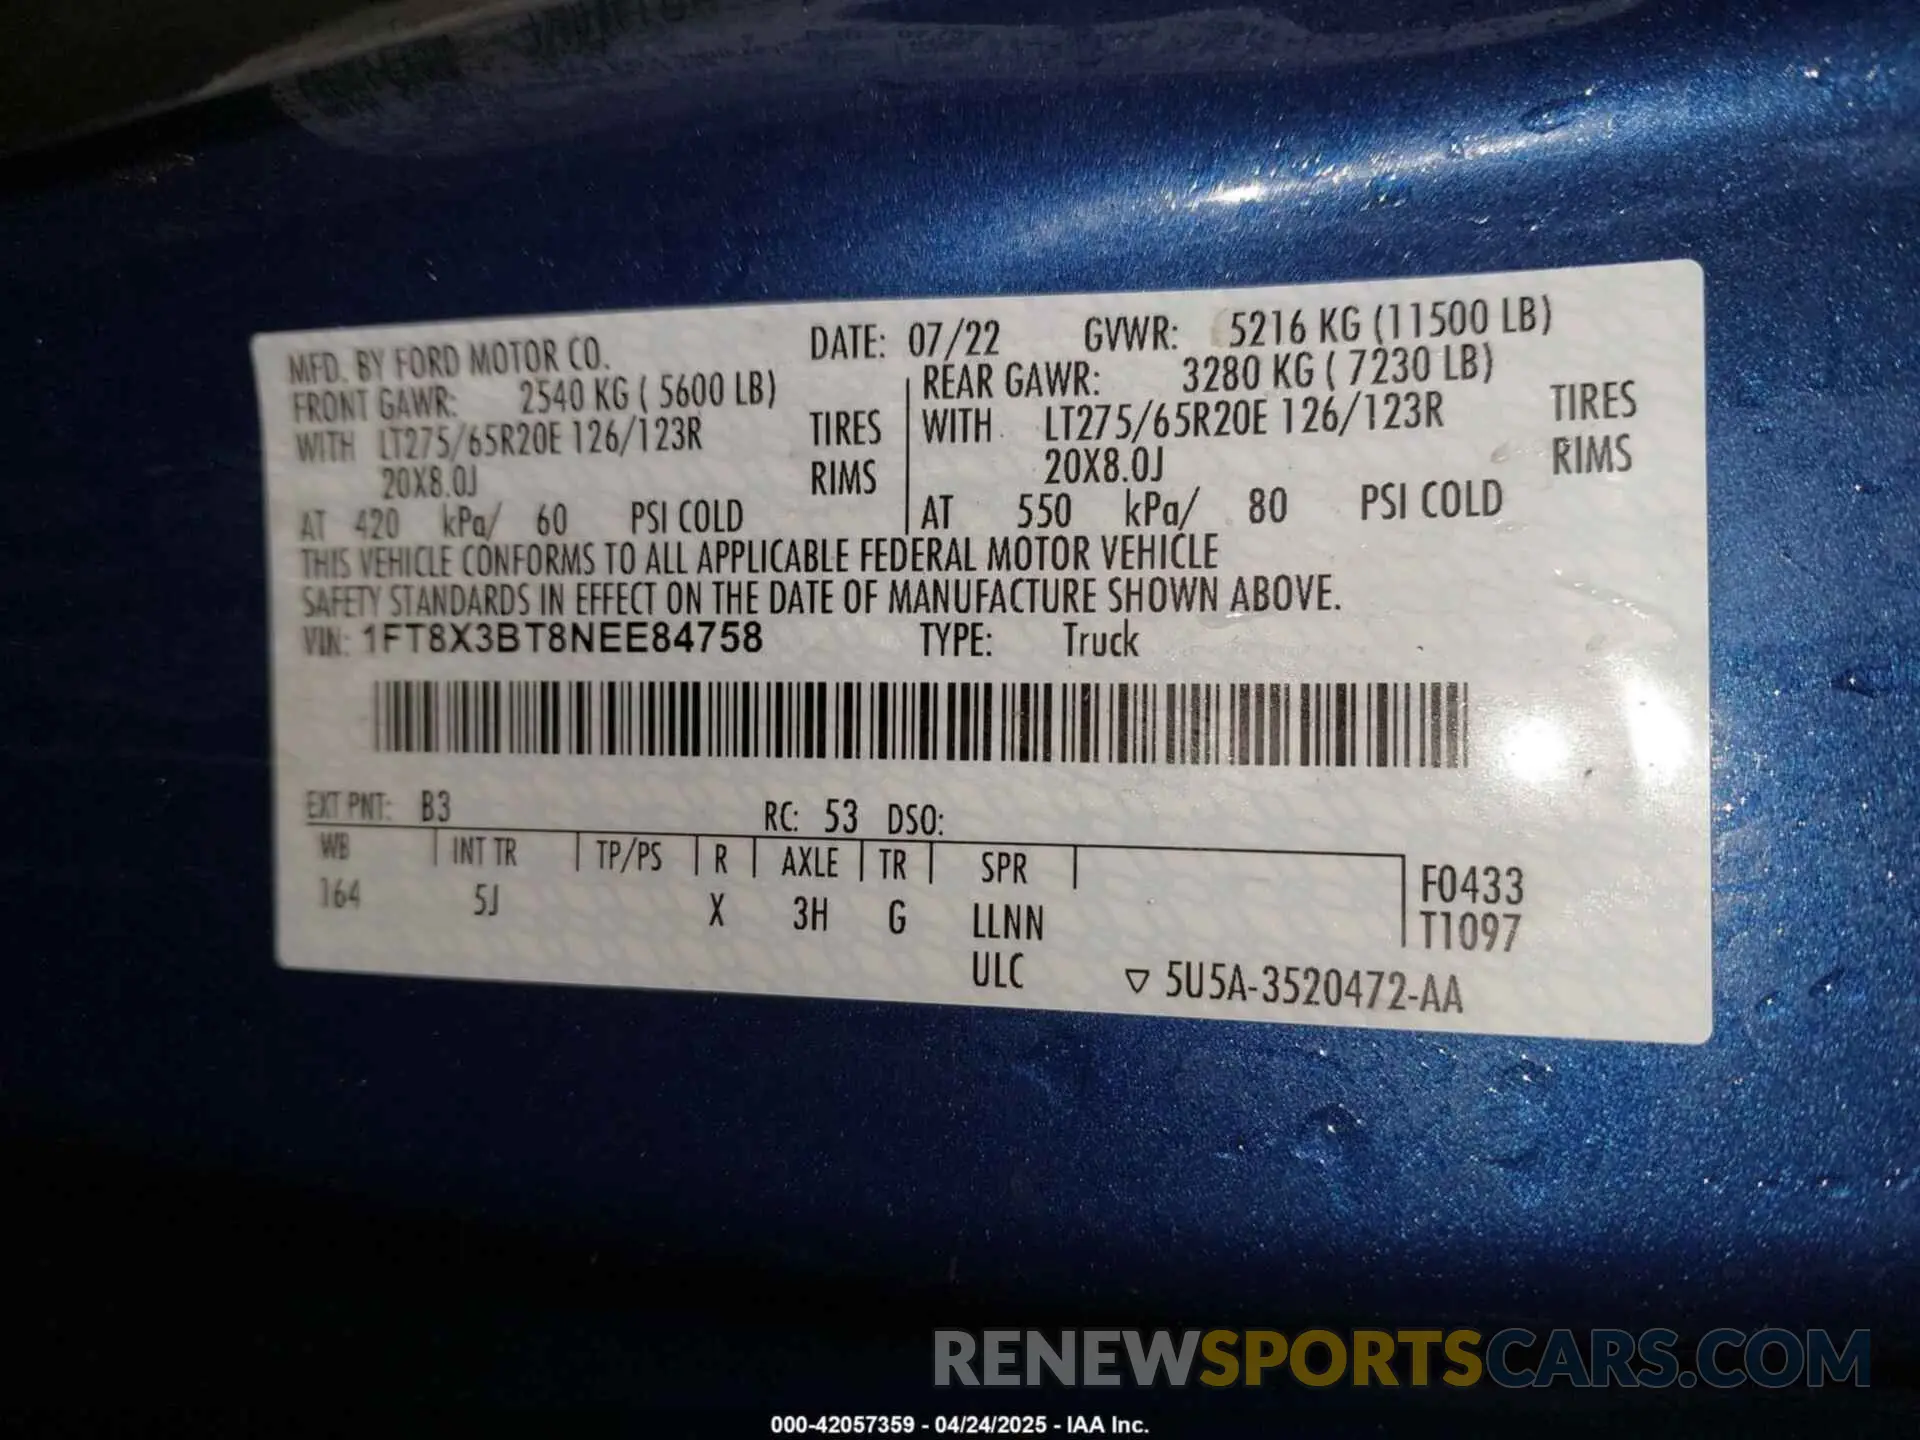 MFD. BY FORD MOTOR CO. DATE: 07/22 GVWR: 5216 KG (11500 LB)
FRONT GAWR: 2540 KG ( 5600 LB) REAR GAWR: 3280 KG ( 7230 LB)
WITH LT275/65R20E 126/123R TIRES WITH LT275/65R20E 126/123R TIRES
20X8.0J RIMS 20X8.0J RIMS
AT 420 kPa/ 60 PSI COLD AT 550 kPa/ 80 PSI COLD
THIS VEHICLE CONFORMS TO ALL APPLICABLE FEDERAL MOTOR VEHICLE
SAFETY STANDARDS IN EFFECT ON THE DATE OF MANUFACTURE SHOWN ABOVE.
VIN: 1FT8X3BT8NEE84758 TYPE: Truck
EXT PNT: B3 RC: 53 DSO:
WB INT TR TP/PS R AXLE TR SPR
164 5J X 3H G LLNN
ULC
F0433
T1097
▽ 5U5A-3520472-AA
RENEWSPORTSCARS.COM
000-42057359 - 04/24/2025 - IAA Inc.